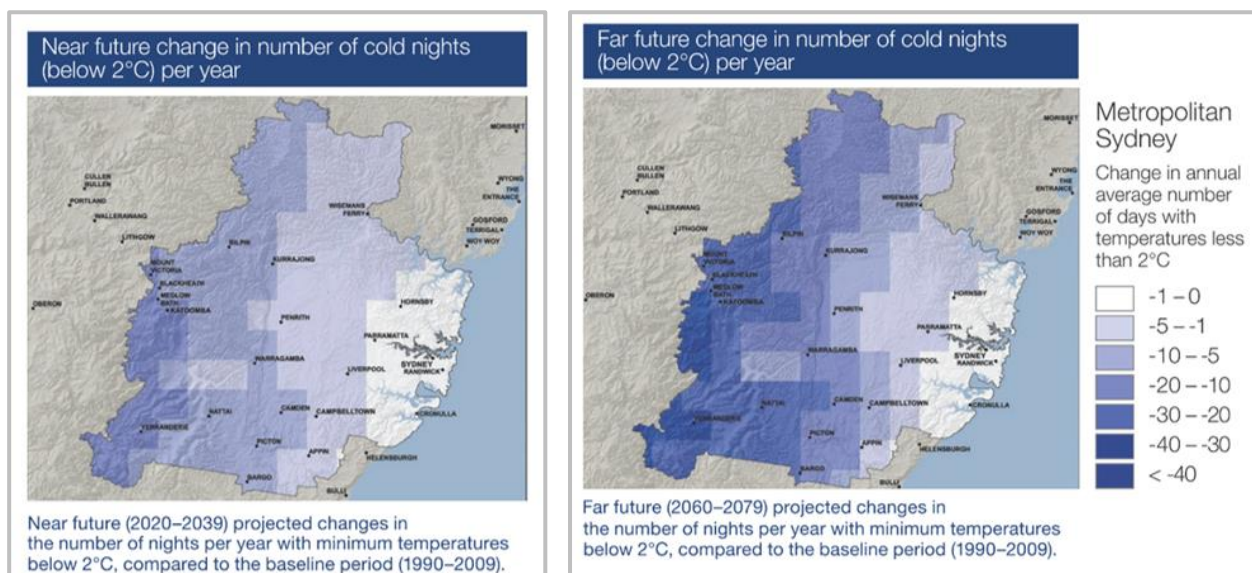 Near future change in number of cold nights
(below 2°C) per year
MORISSET
CULLEN
BULLEN
PORTLAND
WALLERAWANG
LITHGOW
WYONG
THE
ENTRANCE
GOSFORD
TERRIGAL
WOY WOY
WISEMANS
FERRY
BILPIN
KURRAJONG
MOUNT
VICTORIA
BLACKHEATH
MEDLOW
BATH
KATOOMBA
OBERON
HORNSBY
PENRITH
PARRAMATTA
SYDNEY
RANDWICK
WARRAGAMBA
LIVERPOOL
NATTAI
CAMDEN
CAMPBELLTOWN
CRONULLA
YERRANDERIE
PICTON
APPIN
HELENSBURGH
BARGO
BULLI
Near future (2020–2039) projected changes in
the number of nights per year with minimum temperatures
below 2°C, compared to the baseline period (1990–2009).
Far future change in number of cold nights
(below 2°C) per year
MORISSET
CULLEN
BULLEN
PORTLAND
WALLERAWANG
LITHGOW
WYONG
THE
ENTRANCE
GOSFORD
TERRIGAL
WOY WOY
WISEMANS
FERRY
BILPIN
KURRAJONG
MOUNT
VICTORIA
BLACKHEATH
MEDLOW
BATH
KATOOMBA
OBERON
HORNSBY
PENRITH
PARRAMATTA
SYDNEY
RANDWICK
WARRAGAMBA
LIVERPOOL
NATTAI
CAMDEN
CAMPBELLTOWN
CRONULLA
YERRANDERIE
PICTON
APPIN
HELENSBURGH
BARGO
BULLI
Far future (2060–2079) projected changes in
the number of nights per year with minimum temperatures
below 2°C, compared to the baseline period (1990–2009).
Metropolitan
Sydney
Change in annual
average number
of days with
temperatures less
than 2°C
-1 – 0
-5 – -1
-10 – -5
-20 – -10
-30 – -20
-40 – -30
< -40